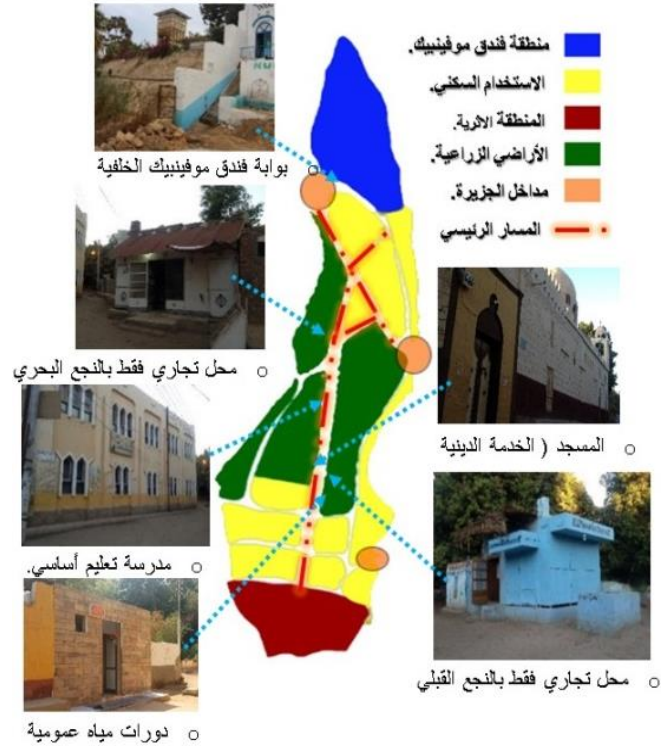 منطقة فندق موفينبيك.
الاستخدام السكني.
المنطقة الاثرية.
الأراضي الزراعية.
مداخل الجزيرة.
المسار الرئيسي
بوابة فندق موفينبيك الخلفية
محل تجاري فقط بالنجع البحري
المسجد ( الخدمة الدينية
مدرسة تعليم أساسي.
محل تجاري فقط بالنجع القبلي
دورات مياه عمومية